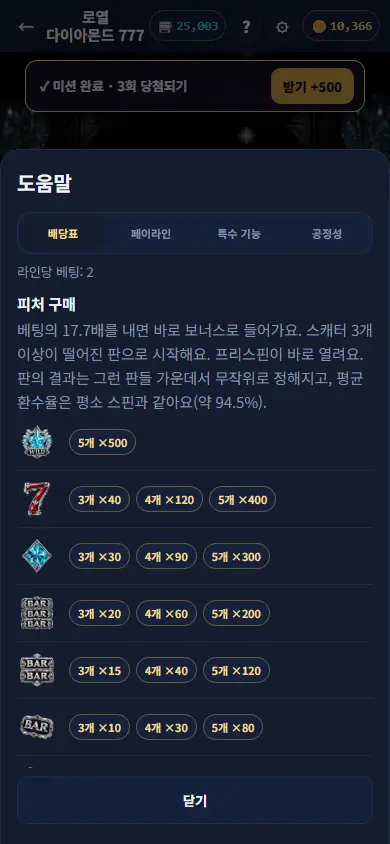 ←
로열
다이아몬드 777
25,003
?
10,366
✓ 미션 완료 · 3회 당첨되기
받기 +500
도움말
배당표
페이라인
특수 기능
공정성
라인당 베팅: 2
피처 구매
베팅의 17.7배를 내면 바로 보너스로 들어가요. 스캐터 3개
이상이 떨어진 판으로 시작해요. 프리스핀이 바로 열려요.
판의 결과는 그런 판들 가운데서 무작위로 정해지고, 평균
환수율은 평소 스핀과 같아요(약 94.5%).
WILD
5개 ×500
7
3개 ×40
4개 ×120
5개 ×400
3개 ×30
4개 ×90
5개 ×300
BAR
BAR
BAR
3개 ×20
4개 ×60
5개 ×200
BAR
BAR
3개 ×15
4개 ×40
5개 ×120
BAR
3개 ×10
4개 ×30
5개 ×80
닫기